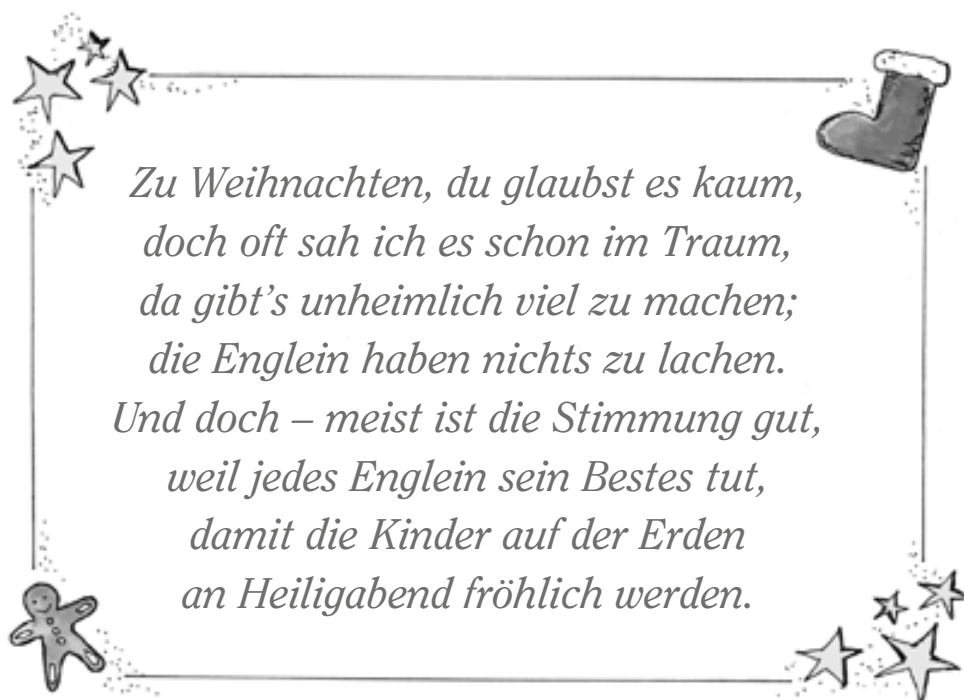 Zu Weihnachten, du glaubst es kaum,
doch oft sah ich es schon im Traum,
da gibt’s unheimlich viel zu machen;
die Englein haben nichts zu lachen.
Und doch – meist ist die Stimmung gut,
weil jedes Englein sein Bestes tut,
damit die Kinder auf der Erden
an Heiligabend fröhlich werden.